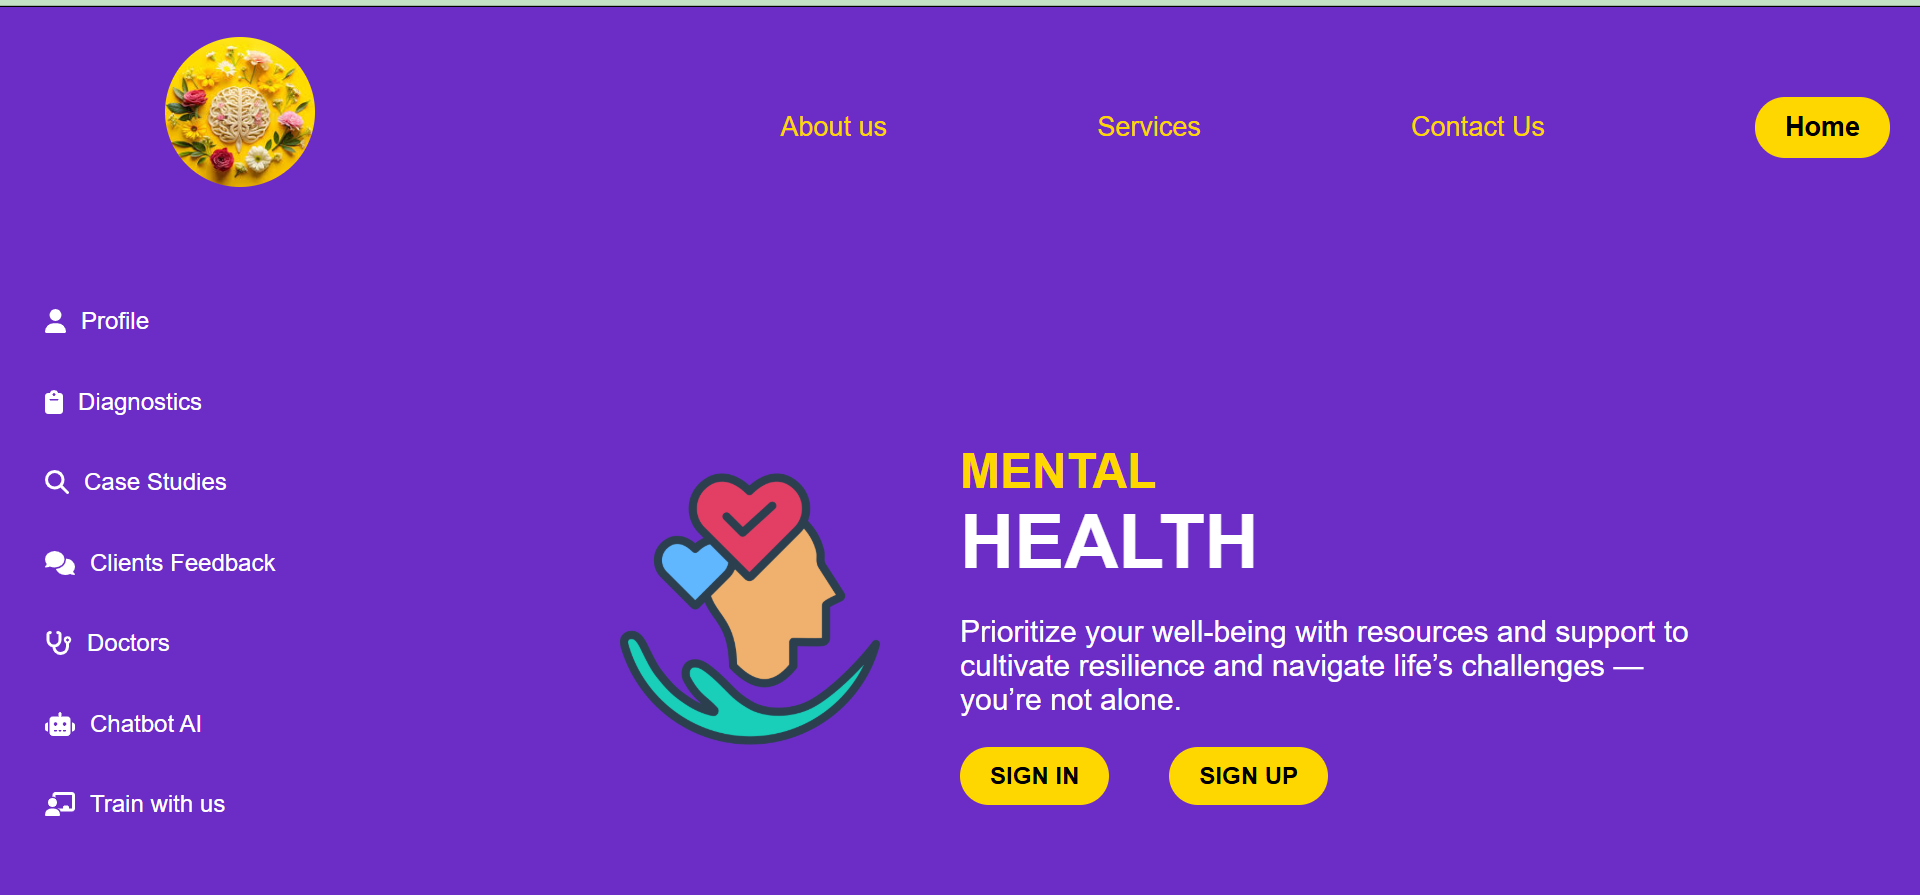 About us
Services
Contact Us
Home
Profile
Diagnostics
Case Studies
Clients Feedback
Doctors
Chatbot AI
Train with us
MENTAL
HEALTH
Prioritize your well-being with resources and support to
cultivate resilience and navigate life’s challenges —
you’re not alone.
SIGN IN
SIGN UP